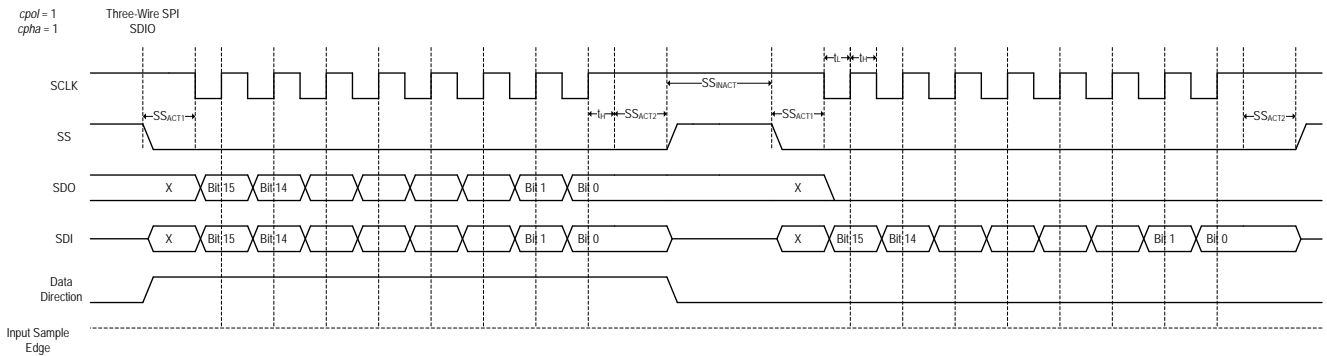 cpol = 1
cpha = 1
Three-Wire SPI
SDIO
SCLK
tL tH
SSINACT
SSACT1 tH SSACT2 SSACT1 SSACT2
SS
SDO X Bit 15 Bit 14 Bit 1 Bit 0 X
SDI X Bit 15 Bit 14 Bit 1 Bit 0 X Bit 15 Bit 14 Bit 1 Bit 0
Data
Direction
Input Sample
Edge